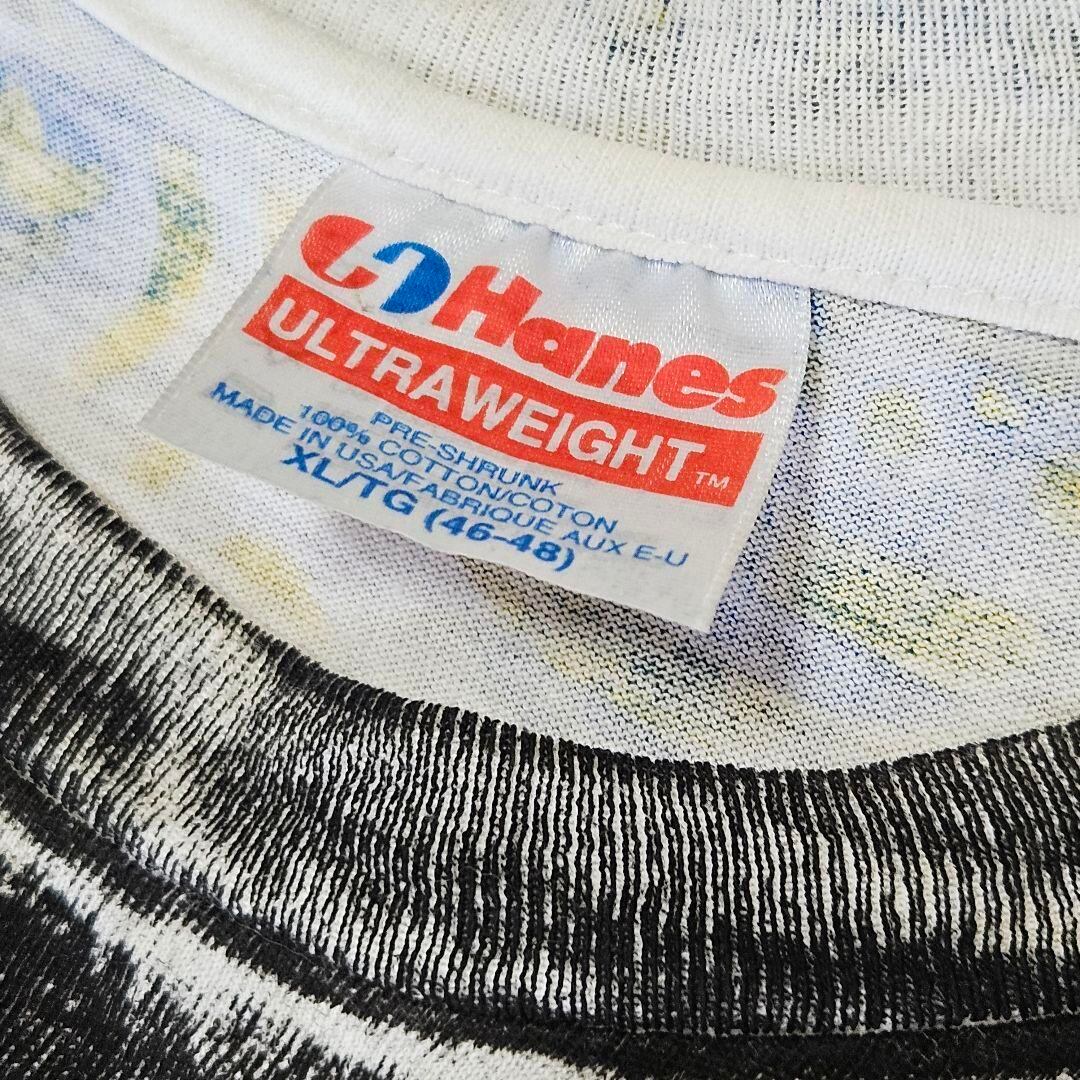 Hanes
ULTRAWEIGHT™
PRE-SHRUNK
100% COTTON/COTON
MADE IN USA/FABRIQUE AUX E-U
XL/TG (46-48)